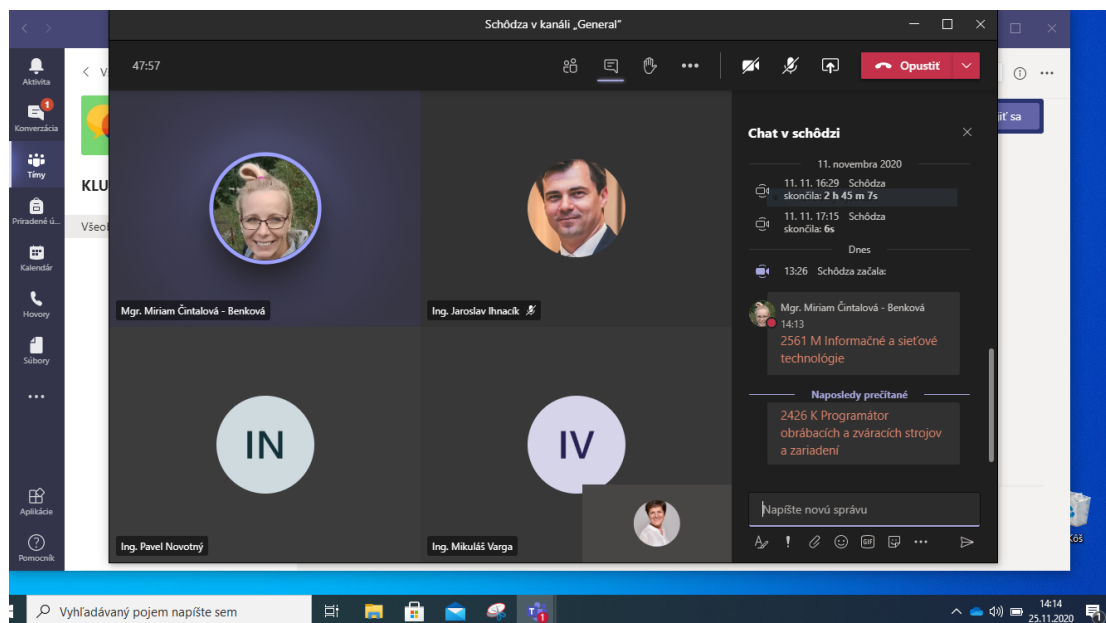 Schôdza v kanáli „General"
47:57
Opustiť
Aktivita
1
Konverzácia
Tímy
Priradené ú...
Kalendár
Hovory
Súbory
Aplikácie
Pomocník
V
KLU
Všeo
iť sa
Mgr. Miriam Čintalová - Benková
Ing. Jaroslav Ihnacík
IN
Ing. Pavel Novotný
IV
Ing. Mikuláš Varga
Chat v schôdzi
11. novembra 2020
11. 11. 16:29 Schôdza
skončila: 2 h 45 m 7s
11. 11. 17:15 Schôdza
skončila: 6s
Dnes
13:26 Schôdza začala:
Mgr. Miriam Čintalová - Benková
14:13
2561 M Informačné a sieťové
technológie
Naposledy prečítané
2426 K Programátor
obrábacích a zváracích strojov
a zariadení
Napíšte novú správu
GIF
Kôš
Vyhľadávaný pojem napíšte sem
1
14:14
25.11.2020
1